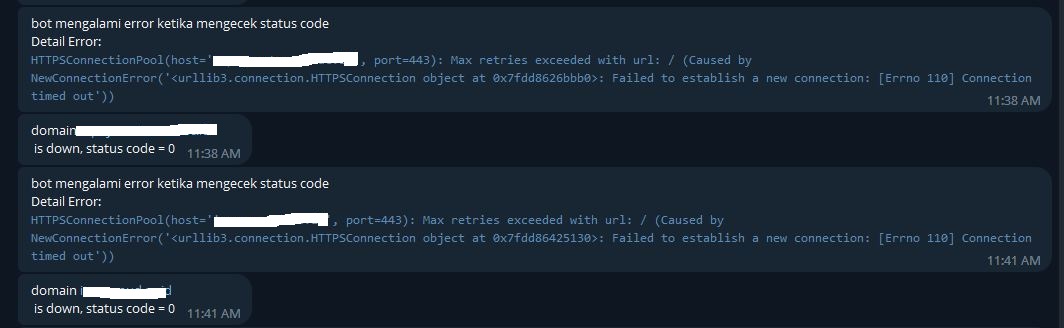 bot mengalami error ketika mengecek status code
Detail Error:
HTTPSConnectionPool(host=' , port=443): Max retries exceeded with url: / (Caused by
NewConnectionError('<urllib3.connection.HTTPSConnection object at 0x7fdd8626bbb0>: Failed to establish a new connection: [Errno 110] Connection
timed out'))
11:38 AM
domain
is down, status code = 0 11:38 AM
bot mengalami error ketika mengecek status code
Detail Error:
HTTPSConnectionPool(host=' ', port=443): Max retries exceeded with url: / (Caused by
NewConnectionError('<urllib3.connection.HTTPSConnection object at 0x7fdd86425130>: Failed to establish a new connection: [Errno 110] Connection
timed out'))
11:41 AM
domain
is down, status code = 0 11:41 AM